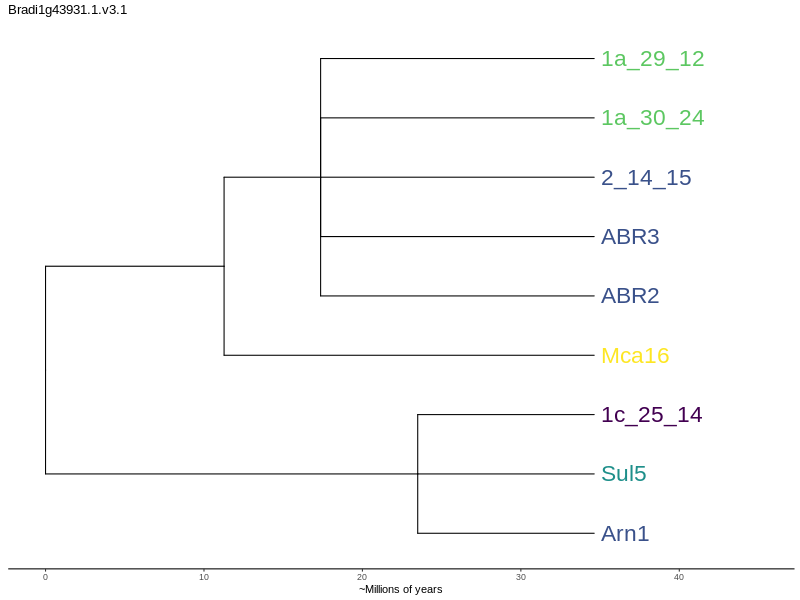 Bradi1g43931.1.v3.1
1a_29_12
1a_30_24
2_14_15
ABR3
ABR2
Mca16
1c_25_14
Sul5
Arn1
0 10 20 30 40
~Millions of years